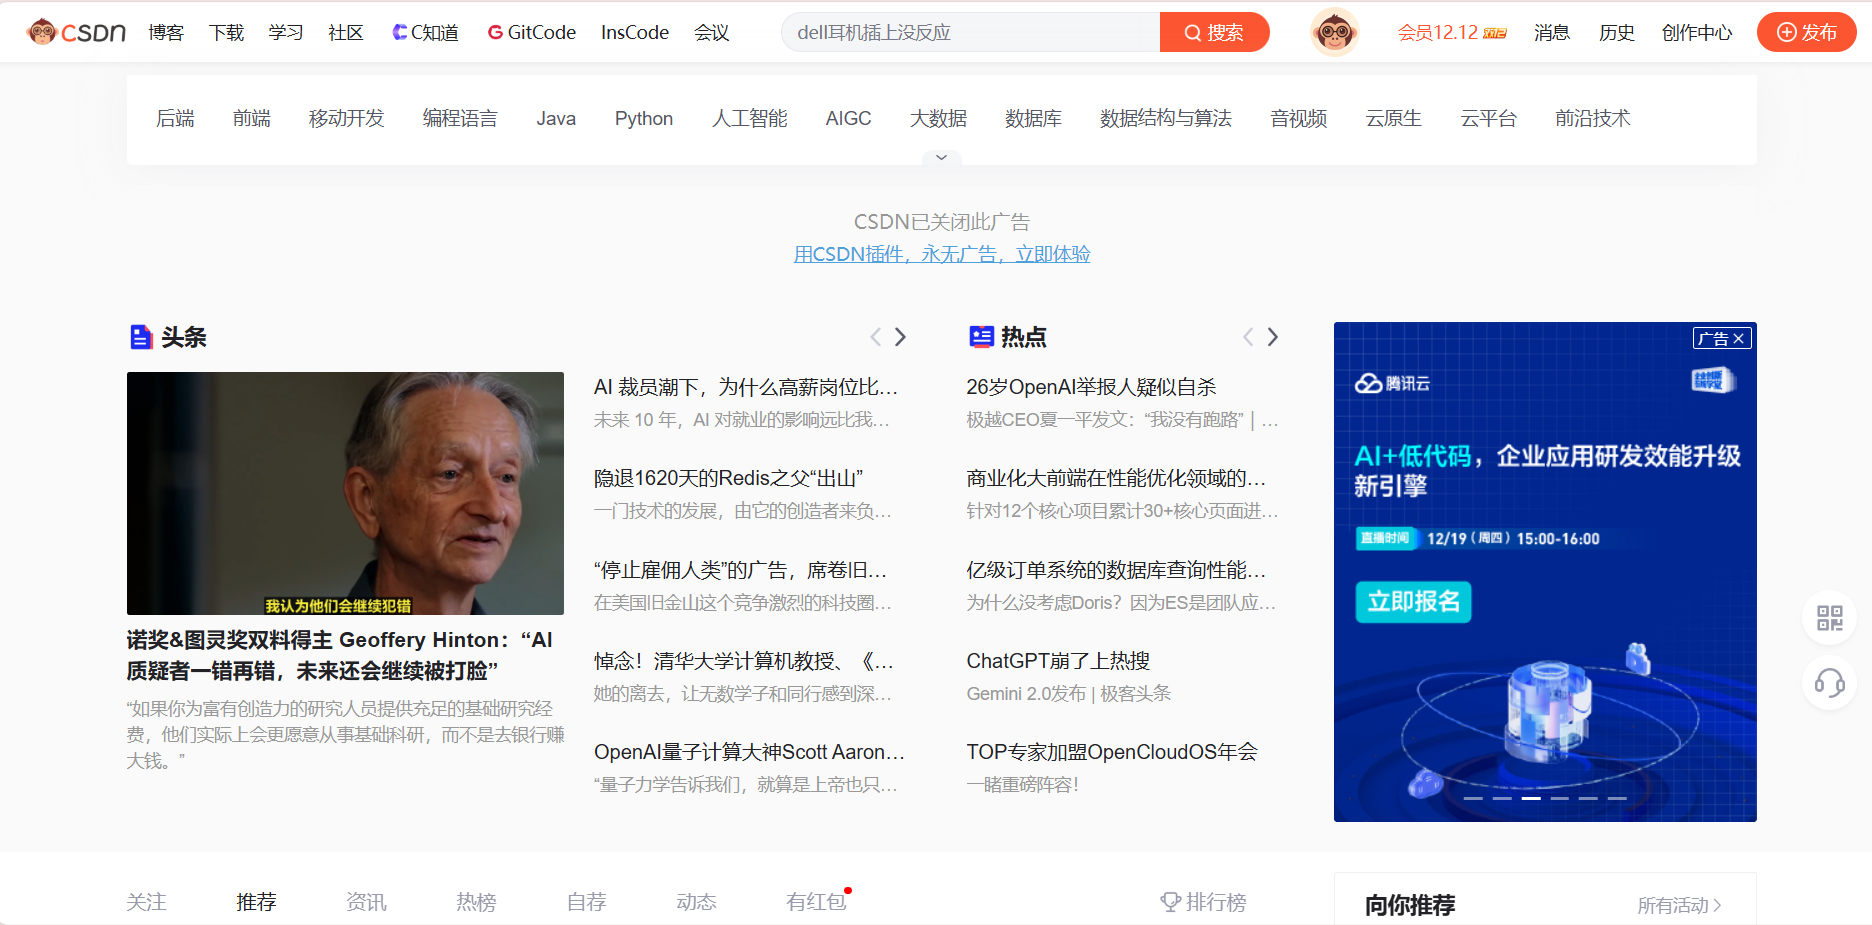 CSDN 博客 下载 学习 社区 C知道 GitCode InsCode 会议 dell耳机插上没反应 搜索 会员12.12 消息 历史 创作中心 发布
后端 前端 移动开发 编程语言 Java Python 人工智能 AIGC 大数据 数据库 数据结构与算法 音视频 云原生 云平台 前沿技术
CSDN已关闭此广告
用CSDN插件，永无广告，立即体验
头条
我认为他们会继续犯错
诺奖&图灵奖双料得主 Geoffery Hinton：“AI
质疑者一错再错，未来还会继续被打脸”
“如果你为富有创造力的研究人员提供充足的基础研究经
费，他们实际上会更愿意从事基础科研，而不是去银行赚
大钱。”
AI 裁员潮下，为什么高薪岗位比…
未来 10 年，AI 对就业的影响远比我…
隐退1620天的Redis之父“出山”
一门技术的发展，由它的创造者来负…
“停止雇佣人类”的广告，席卷旧…
在美国旧金山这个竞争激烈的科技圈…
悼念！清华大学计算机教授、《…
她的离去，让无数学子和同行感到深…
OpenAI量子计算大神Scott Aaron…
“量子力学告诉我们，就算是上帝也只…
热点
26岁OpenAI举报人疑似自杀
极越CEO夏一平发文：“我没有跑路” | …
商业化大前端在性能优化领域的…
针对12个核心项目累计30+核心页面进…
亿级订单系统的数据库查询性能…
为什么没考虑Doris？因为ES是团队应…
ChatGPT崩了上热搜
Gemini 2.0发布 | 极客头条
TOP专家加盟OpenCloudOS年会
一睹重磅阵容！
广告
腾讯云
AI+低代码，企业应用研发效能升级
新引擎
直播时间 12/19（周四）15:00-16:00
立即报名
关注 推荐 资讯 热榜 自荐 动态 有红包 排行榜
向你推荐 所有活动